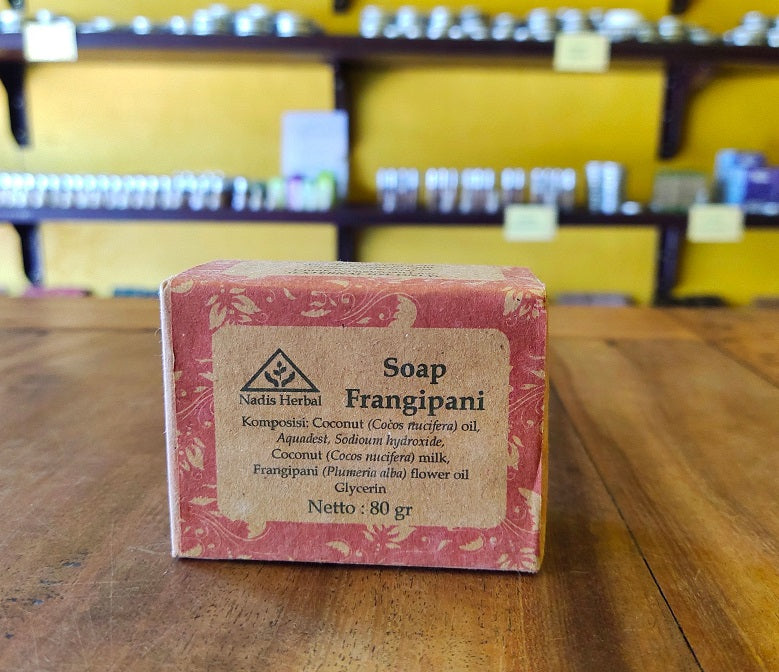 Nadis Herbal
Soap
Frangipani
Komposisi: Coconut (Cocos nucifera) oil,
Aquadest, Sodioum hydroxide,
Coconut (Cocos nucifera) milk,
Frangipani (Plumeria alba) flower oil
Glycerin
Netto : 80 gr